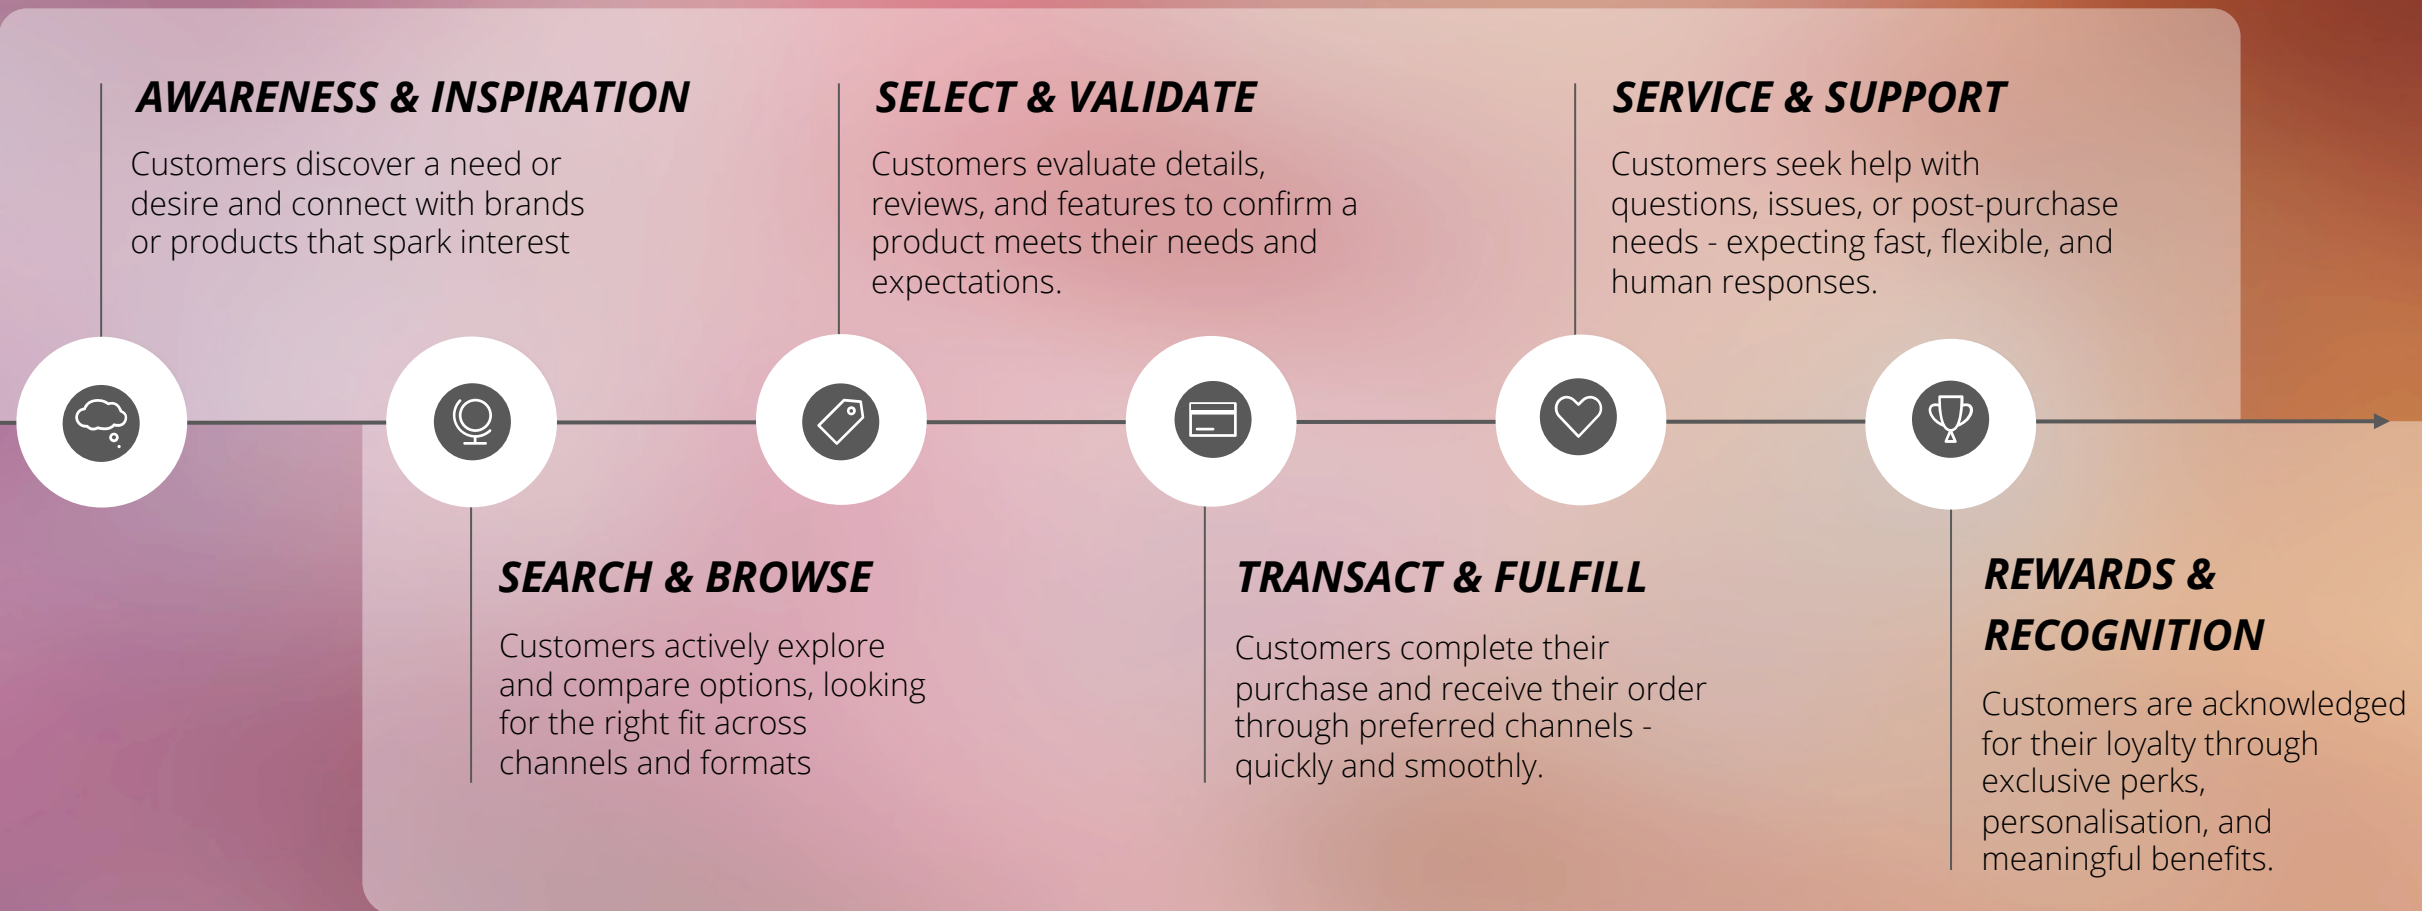 AWARENESS & INSPIRATION
Customers discover a need or
desire and connect with brands
or products that spark interest
SEARCH & BROWSE
Customers actively explore
and compare options, looking
for the right fit across
channels and formats
SELECT & VALIDATE
Customers evaluate details,
reviews, and features to confirm a
product meets their needs and
expectations.
TRANSACT & FULFILL
Customers complete their
purchase and receive their order
through preferred channels -
quickly and smoothly.
SERVICE & SUPPORT
Customers seek help with
questions, issues, or post-purchase
needs - expecting fast, flexible, and
human responses.
REWARDS &
RECOGNITION
Customers are acknowledged
for their loyalty through
exclusive perks,
personalisation, and
meaningful benefits.